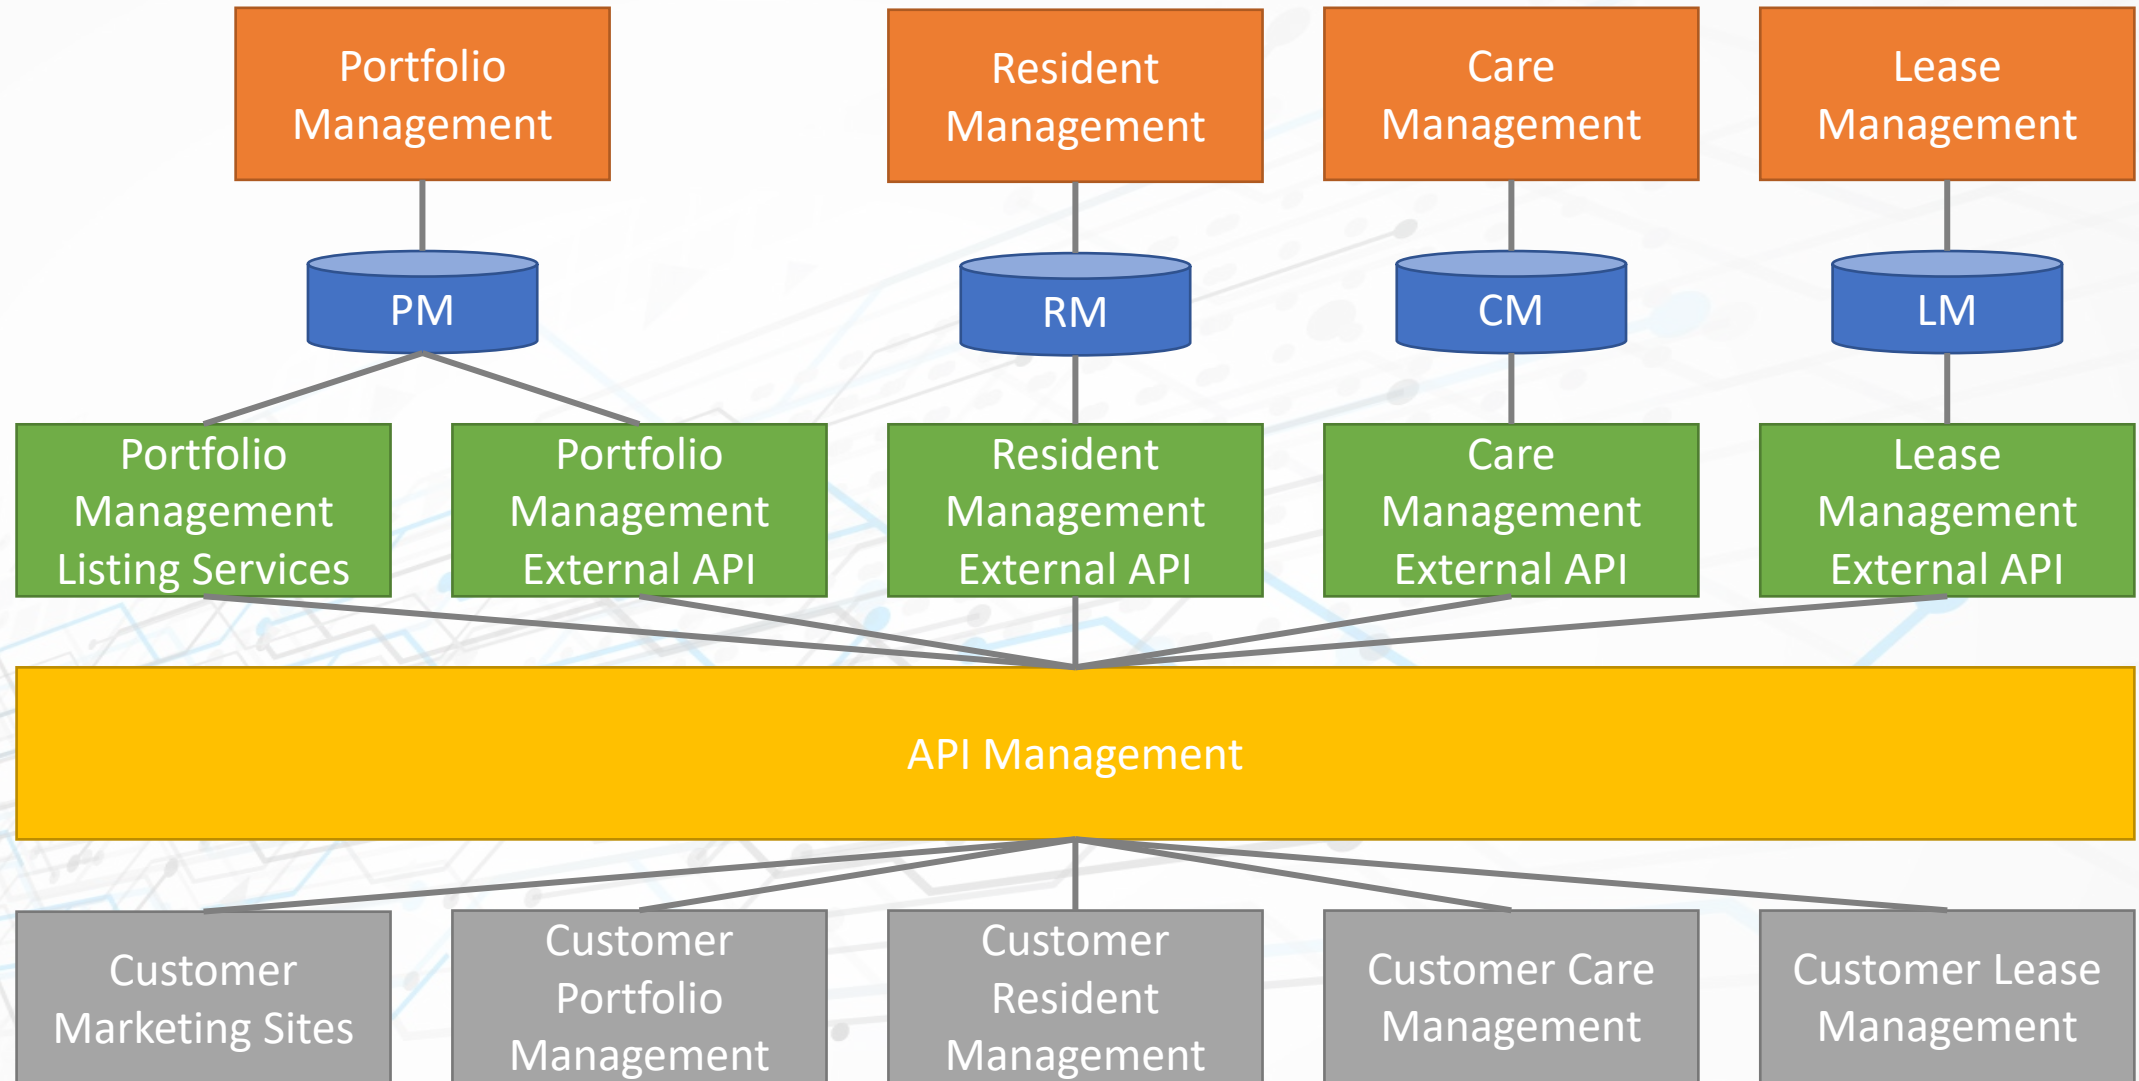 Portfolio
Management
Resident
Management
Care
Management
Lease
Management
PM
RM
CM
LM
Portfolio
Management
Listing Services
Portfolio
Management
External API
Resident
Management
External API
Care
Management
External API
Lease
Management
External API
API Management
Customer
Marketing Sites
Customer
Portfolio
Management
Customer
Resident
Management
Customer Care
Management
Customer Lease
Management